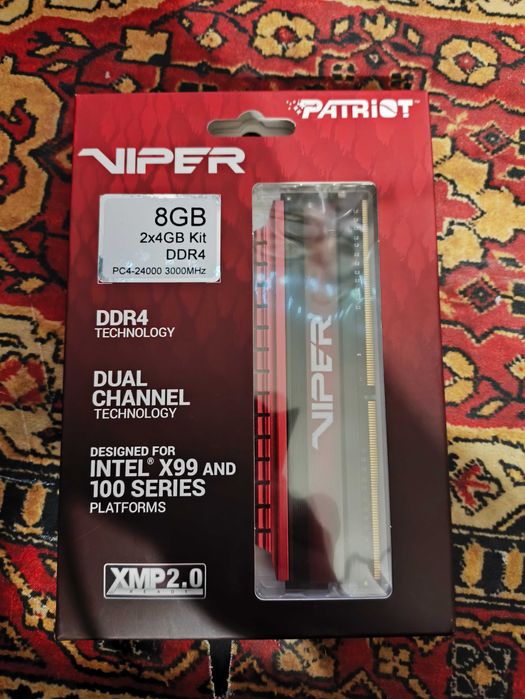 PATRIOT
VIPER
8GB
2x4GB Kit
DDR4
PC4-24000 3000MHz
DDR4
TECHNOLOGY
DUAL
CHANNEL
TECHNOLOGY
DESIGNED FOR
INTEL® X99 AND
100 SERIES
PLATFORMS
XMP2.0
READY
VIPER